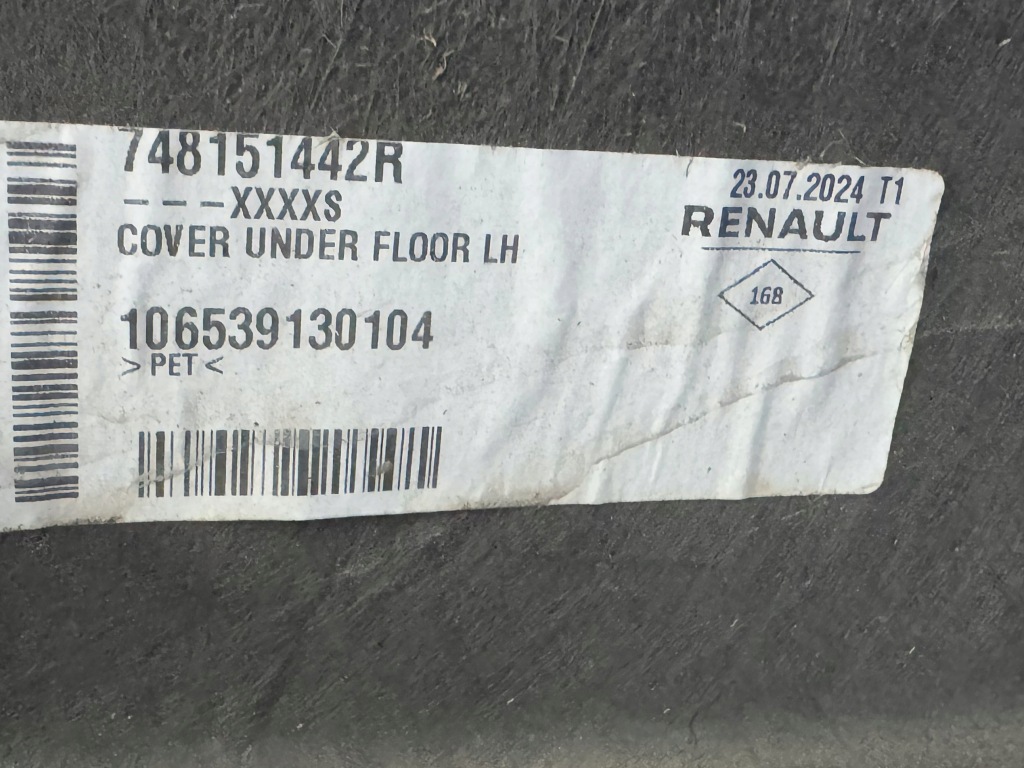 748151442R
---XXXXS
COVER UNDER FLOOR LH
106539130104
>PET<
23.07.2024 T1
RENAULT
168